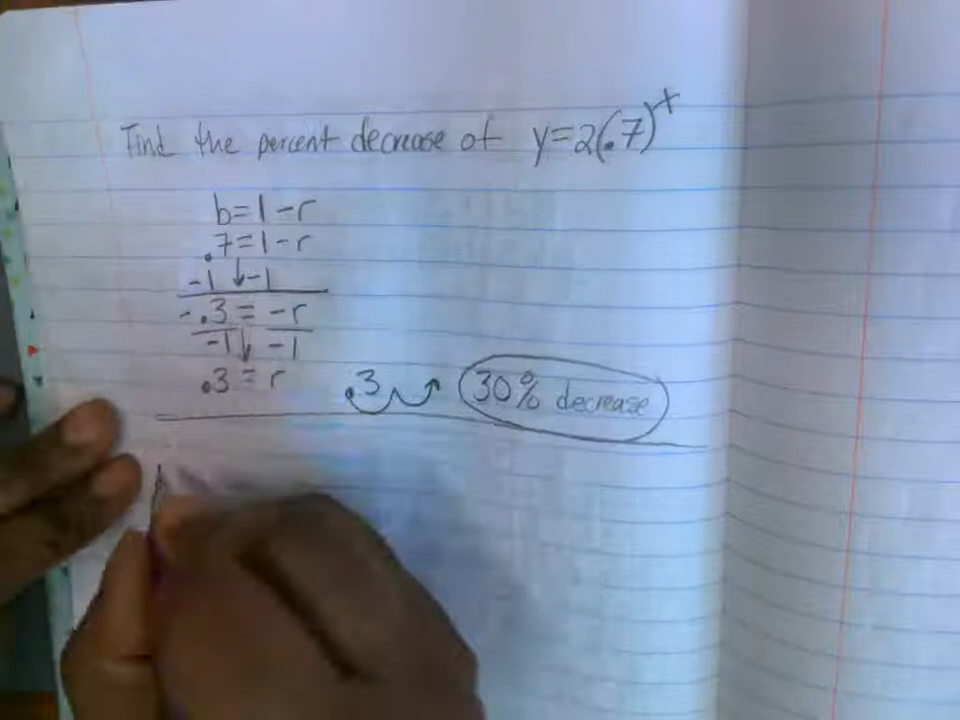 Find the percent decrease of y=2(.7)^t
b=1-r
.7=1-r
-1 ↓-1
-.3 = -r
-1↓ -1
.3 = r .3 30% decrease